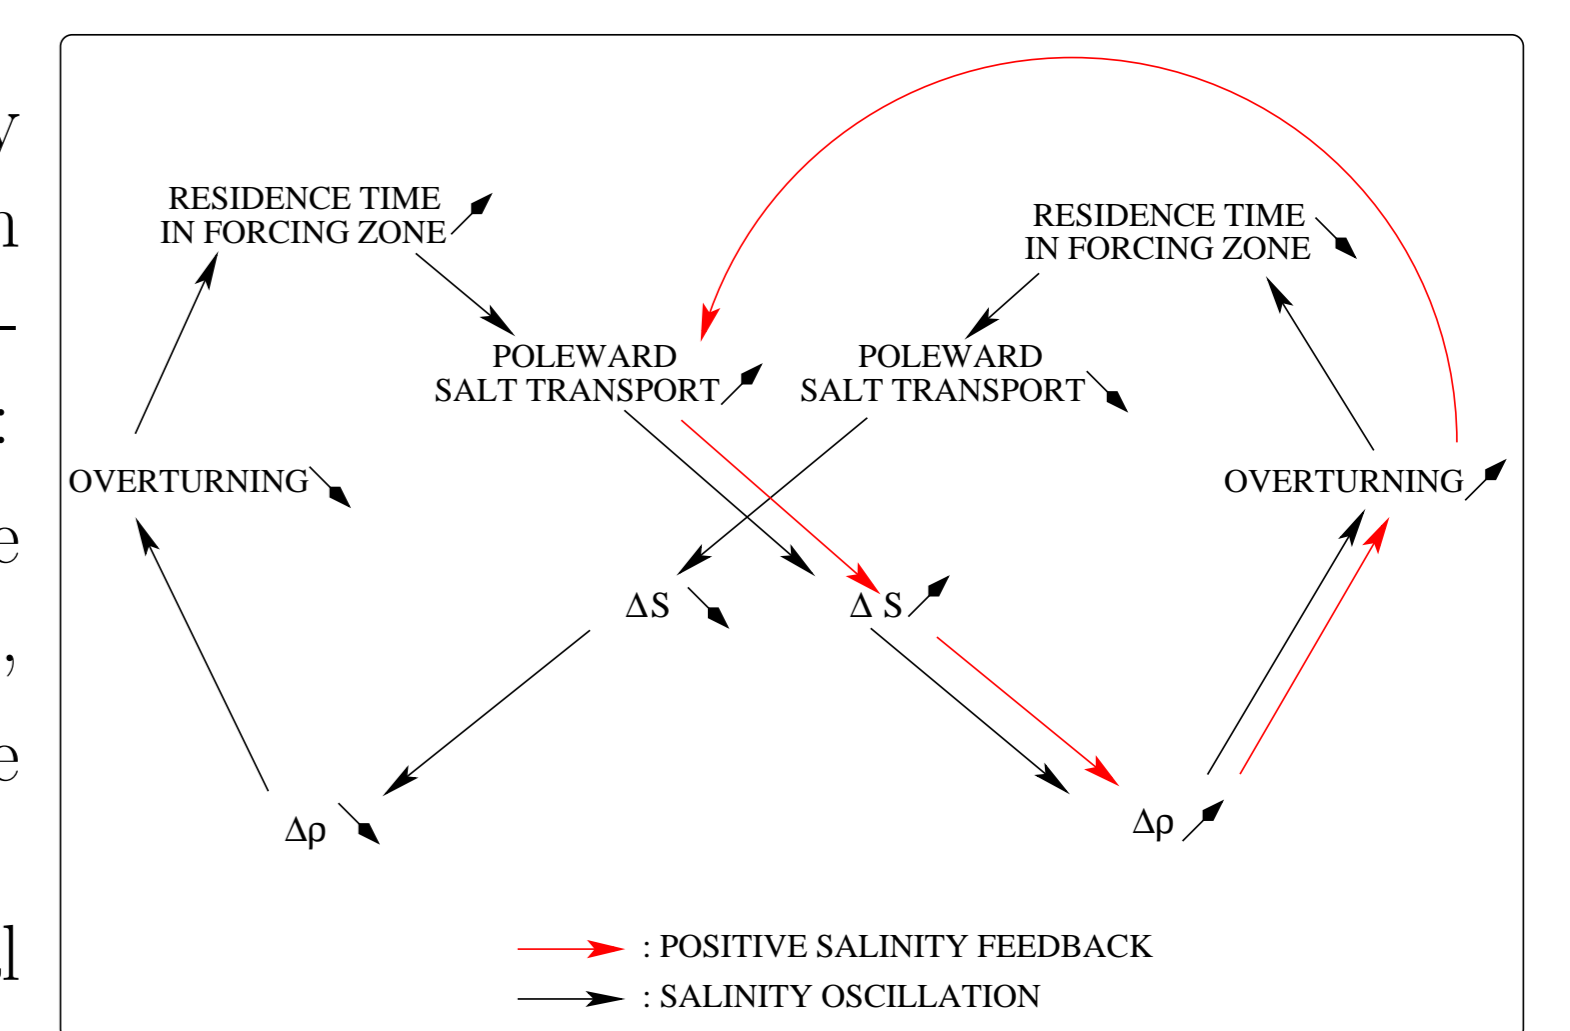 y
n
–
:
e
,
e
l
RESIDENCE TIME
IN FORCING ZONE
RESIDENCE TIME
IN FORCING ZONE
POLEWARD
SALT TRANSPORT
POLEWARD
SALT TRANSPORT
OVERTURNING
OVERTURNING
ΔS
Δ S
Δρ
Δρ
: POSITIVE SALINITY FEEDBACK
: SALINITY OSCILLATION